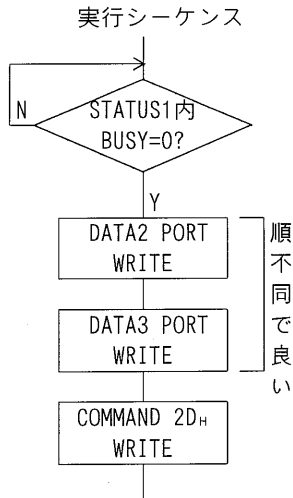 実行シーケンス
N
STATUS1内
BUSY=0?
Y
DATA2 PORT
WRITE
DATA3 PORT
WRITE
順不同で良い
COMMAND 2DH
WRITE